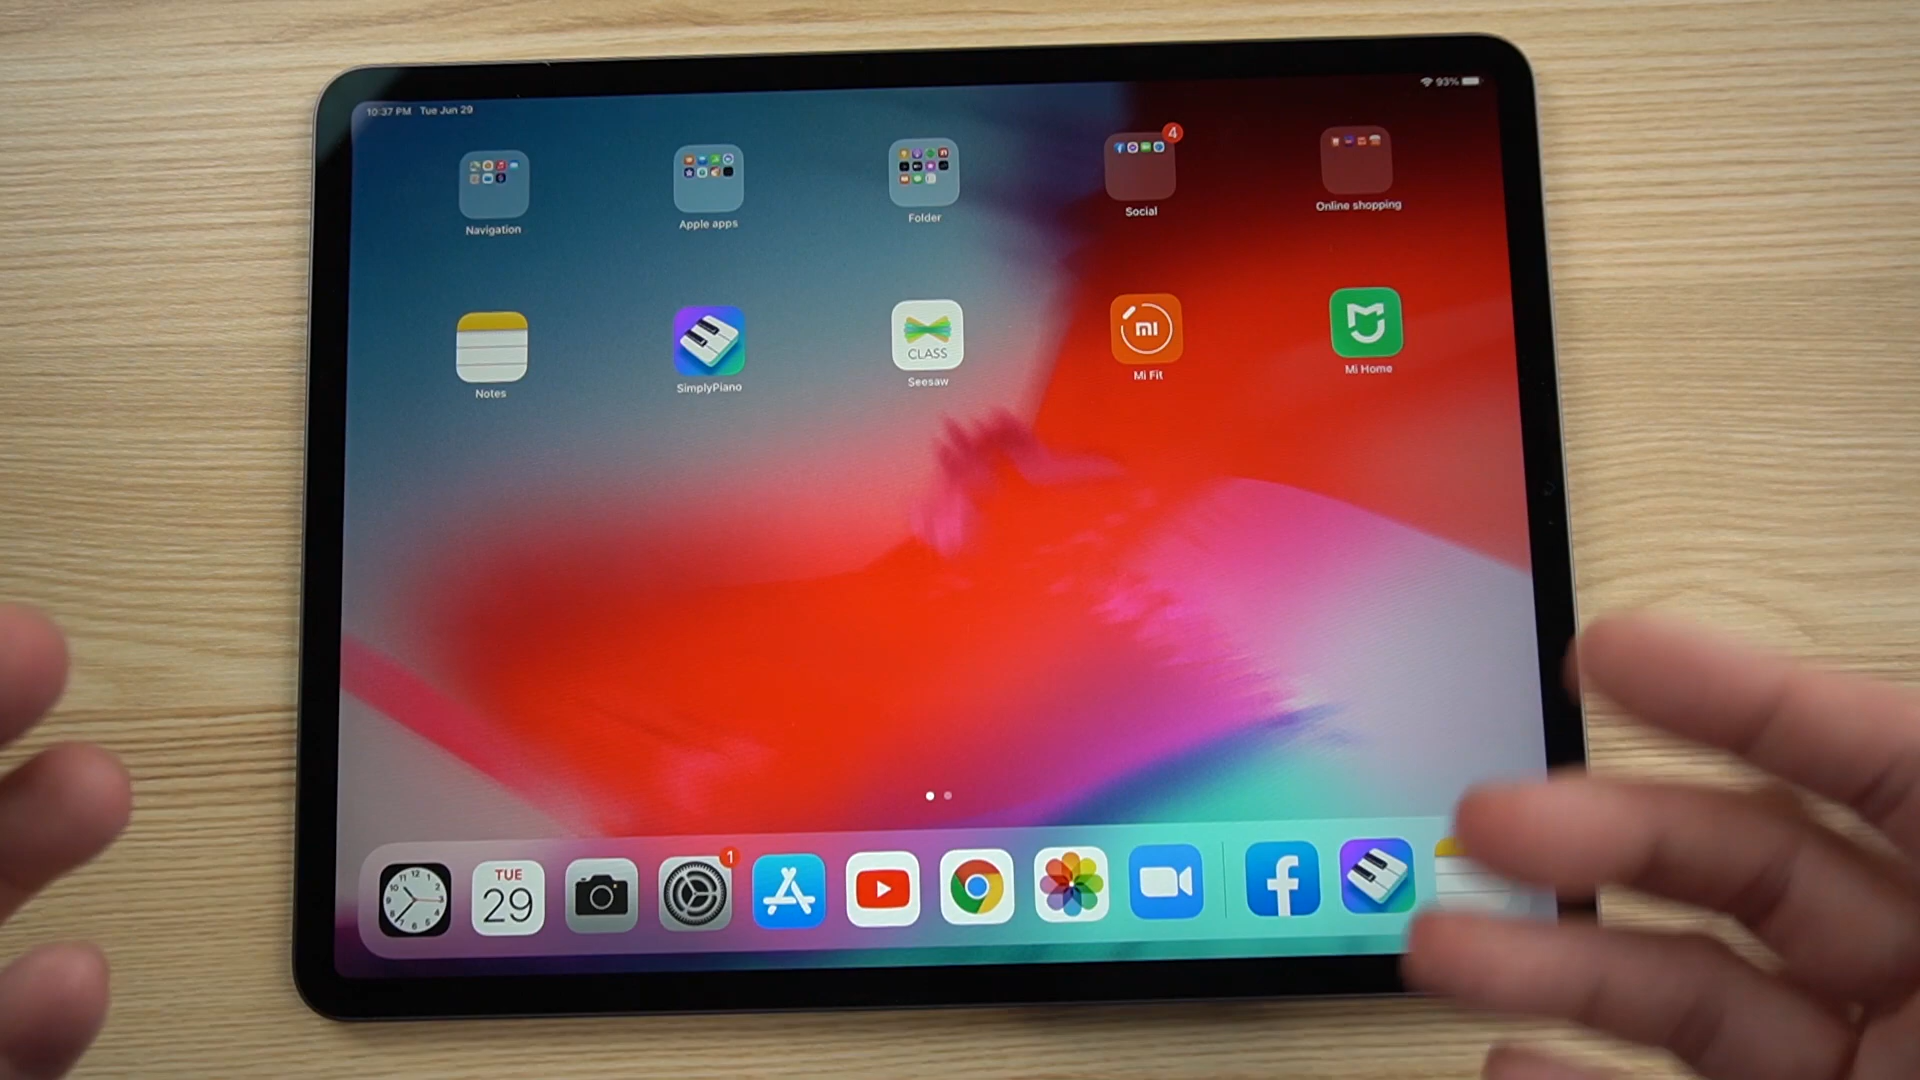 10:37 PM Tue Jun 29
93%
4
Navigation
Apple apps
Folder
Social
Online shopping
CLASS
mi
Notes
SimplyPiano
Seesaw
Mi Fit
Mi Home
1
TUE
29